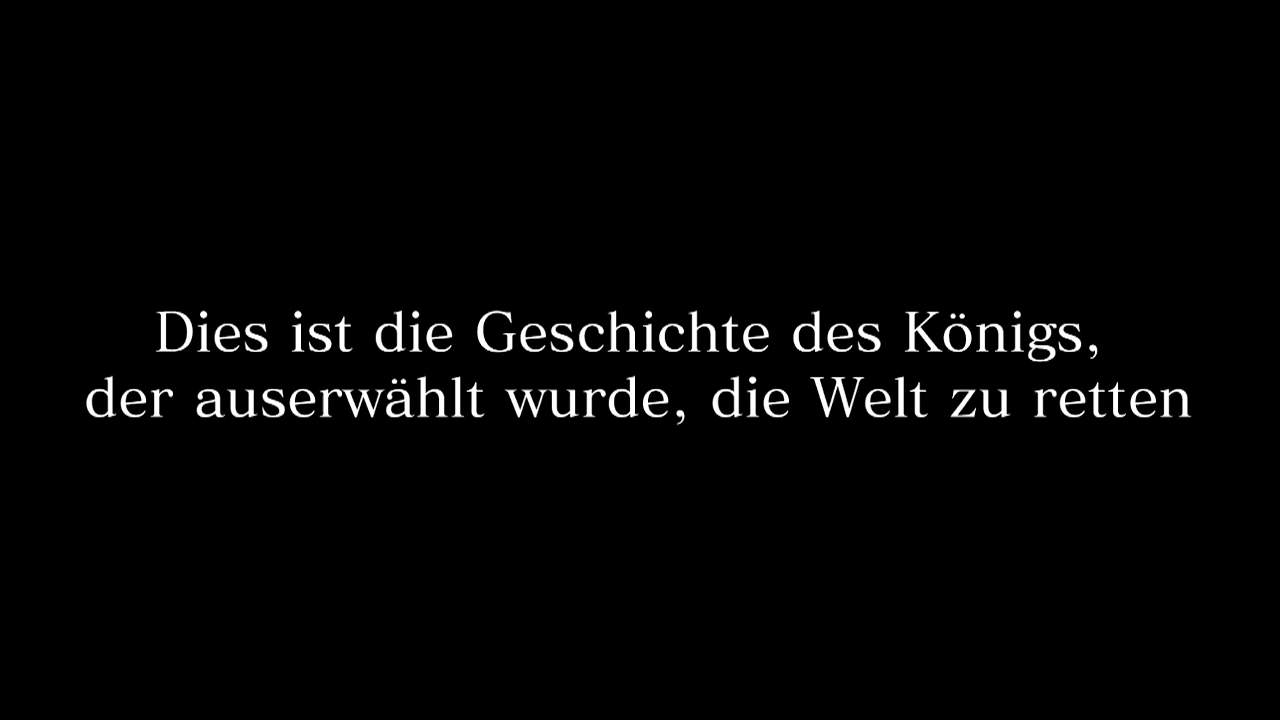 Dies ist die Geschichte des Königs,
der auserwählt wurde, die Welt zu retten